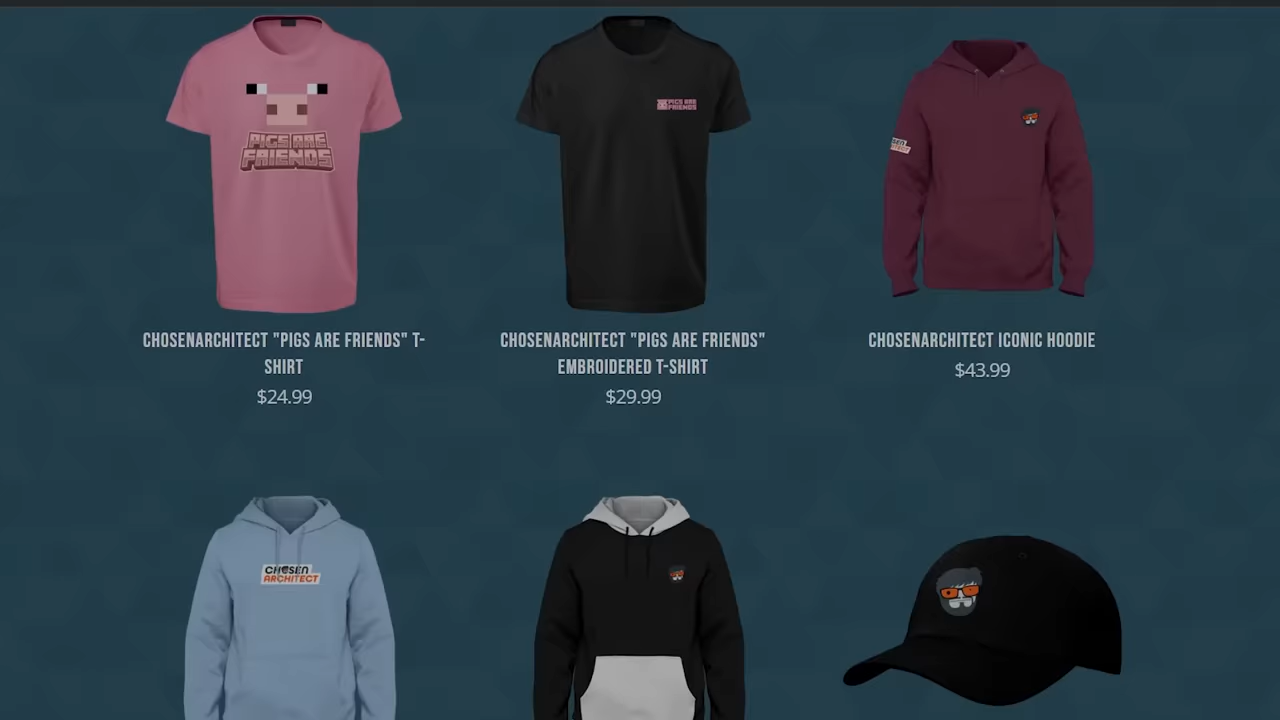 PIGS ARE
FRIENDS
PIGS ARE
FRIENDS
CHOSENARCHITECT "PIGS ARE FRIENDS" T-
SHIRT
$24.99
CHOSENARCHITECT "PIGS ARE FRIENDS"
EMBROIDERED T-SHIRT
$29.99
CHOSENARCHITECT ICONIC HOODIE
$43.99
CHOSEN
ARCHITECT